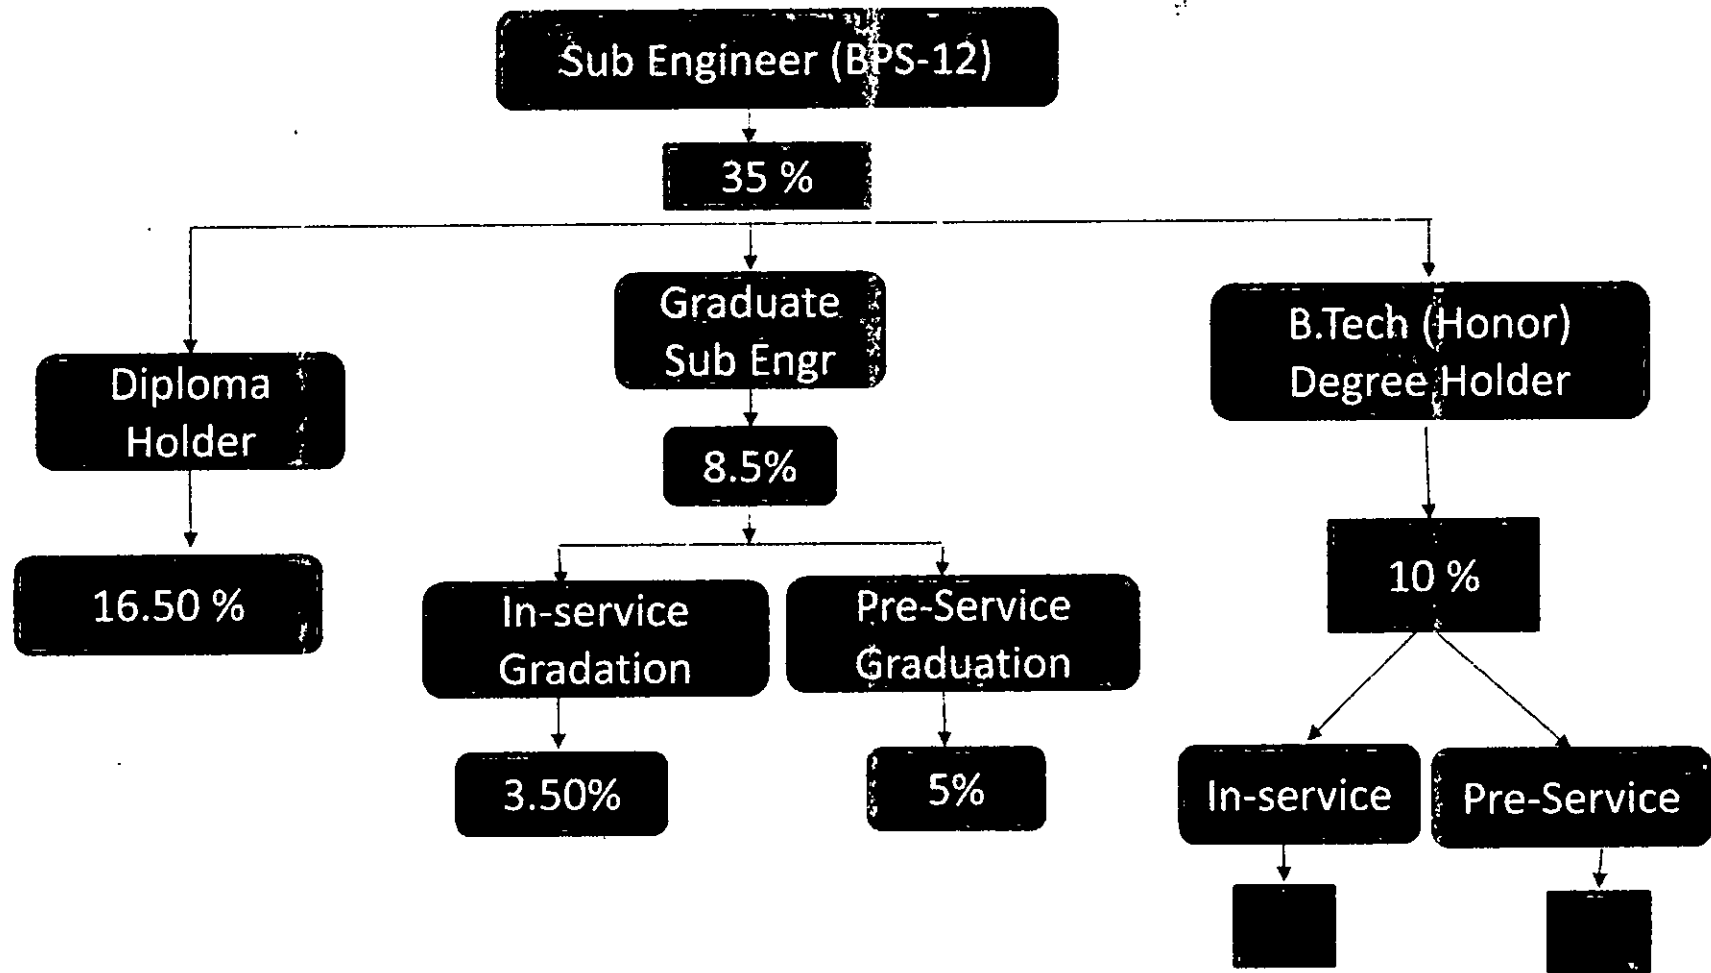 Sub Engineer (BPS-12)
35 %
Graduate
Sub Engr
B.Tech (Honor)
Degree Holder
Diploma
Holder
8.5%
10 %
16.50 %
In-service
Gradation
Pre-Service
Graduation
3.50%
5%
In-service
Pre-Service